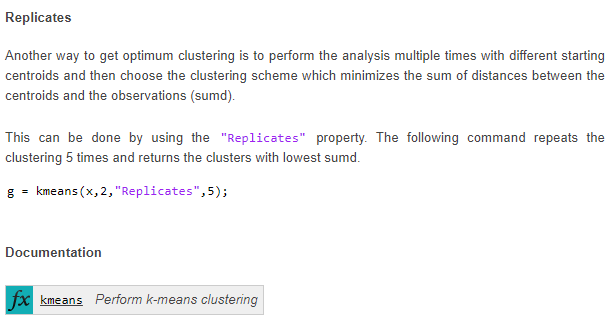 Replicates
Another way to get optimum clustering is to perform the analysis multiple times with different starting
centroids and then choose the clustering scheme which minimizes the sum of distances between the
centroids and the observations (sumd).
This can be done by using the "Replicates" property. The following command repeats the
clustering 5 times and returns the clusters with lowest sumd.
g = kmeans(x,2,"Replicates",5);
Documentation
fx kmeans Perform k-means clustering